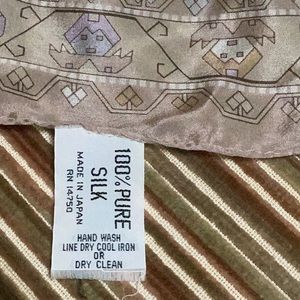 100% PURE
SILK
MADE IN JAPAN
RN 14750
HAND WASH
LINE DRY COOL IRON
OR
DRY CLEAN